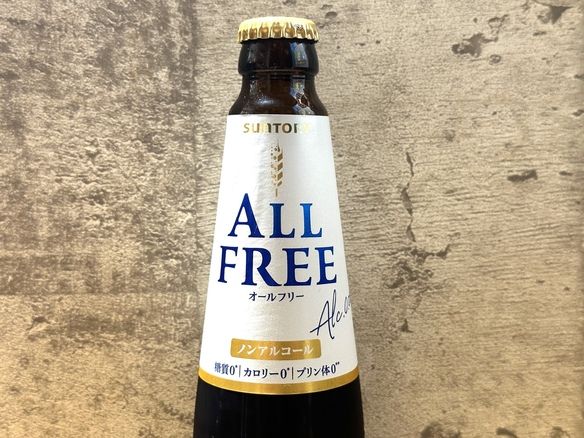 SUNTORY
ALL
FREE
オールフリー
ノンアルコール
糖質0*|カロリー0*|プリン体0**